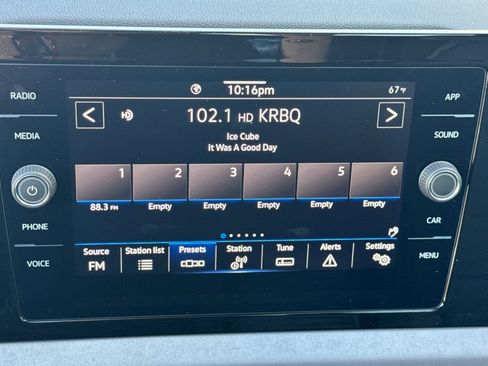 10:16pm 67°F
RADIO APP
102.1 HD KRBQ
MEDIA SOUND
Ice Cube
It Was A Good Day
1 2 3 4 5 6
88.3 FM Empty Empty Empty Empty Empty
PHONE CAR
Source Station list Presets Station Tune Alerts Settings
FM
VOICE MENU